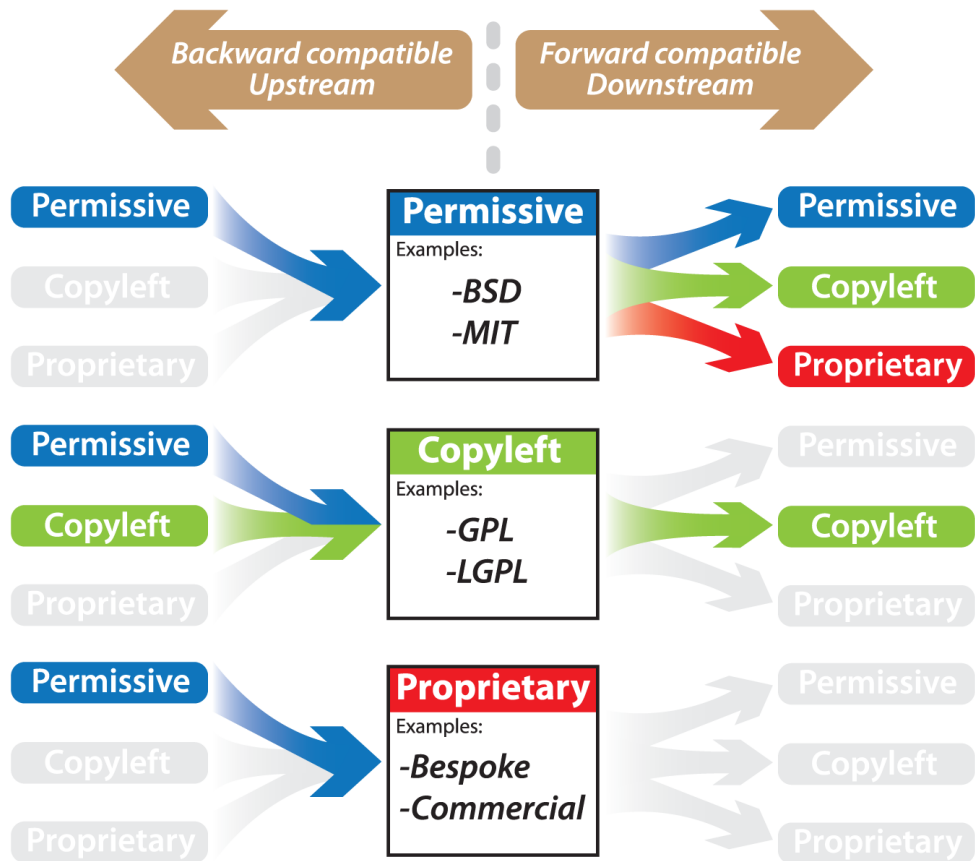 Backward compatible
Upstream
Forward compatible
Downstream
Permissive
Copyleft
Proprietary
Permissive
Examples:
-BSD
-MIT
Permissive
Copyleft
Proprietary
Permissive
Copyleft
Proprietary
Copyleft
Examples:
-GPL
-LGPL
Permissive
Copyleft
Proprietary
Permissive
Copyleft
Proprietary
Proprietary
Examples:
-Bespoke
-Commercial
Permissive
Copyleft
Proprietary